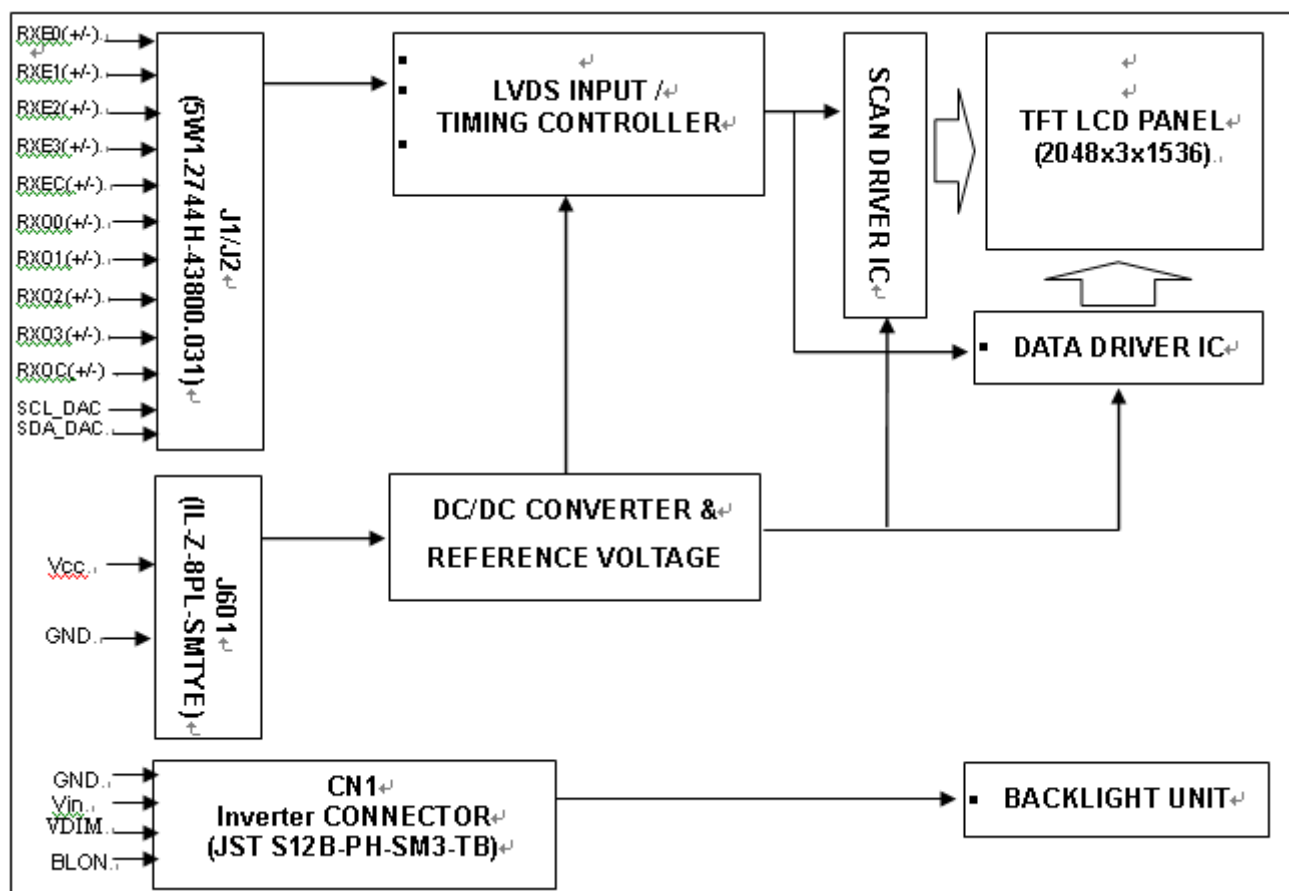 RXE0(+/-).
RXE1(+/-).
RXE2(+/-).
RXE3(+/-).
RXEC(+/-).
RXO0(+/-).
RXO1(+/-).
RXO2(+/-).
RXO3(+/-).
RXOC(+/-)
SCL_DAC
SDA_DAC.
J1/J2
(5W1.2744H-43800.031)
LVDS INPUT /
TIMING CONTROLLER
SCAN DRIVER IC
TFT LCD PANEL
(2048x3x1536).
DATA DRIVER IC
Vcc.
GND.
J601
(IL-Z-8PL-SMTYE)
DC/DC CONVERTER &
REFERENCE VOLTAGE
GND.
Vin.
VDIM.
BLON.
CN1
Inverter CONNECTOR
(JST S12B-PH-SM3-TB)
BACKLIGHT UNIT